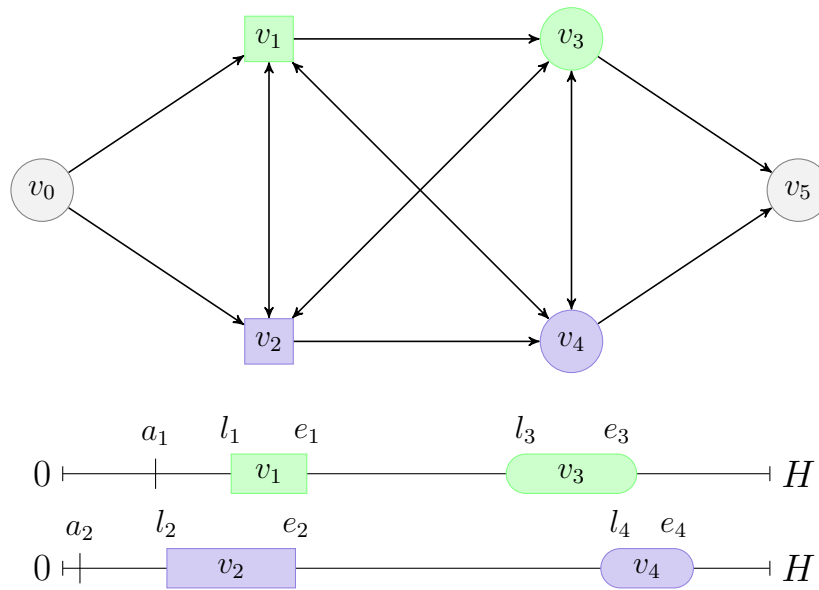 v₁ v₃
v₀ v₅
v₂ v₄
a₁ l₁ e₁ l₃ e₃
0 v₁ v₃ H
a₂ l₂ e₂ l₄ e₄
0 v₂ v₄ H